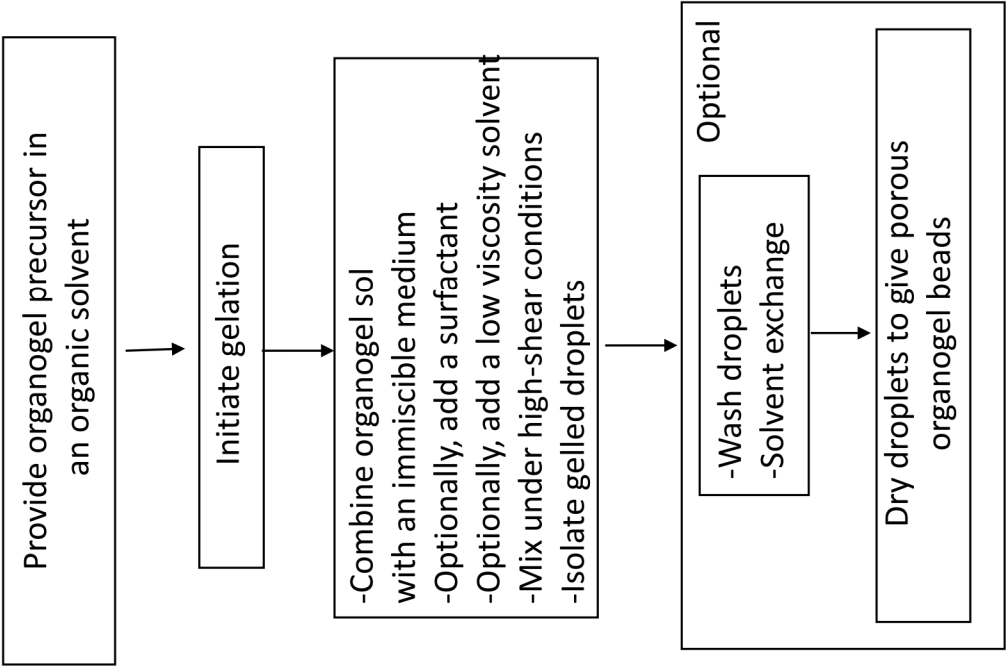 Provide organogel precursor in
an organic solvent
Initiate gelation
-Combine organogel sol
with an immiscible medium
-Optionally, add a surfactant
-Optionally, add a low viscosity solvent
-Mix under high-shear conditions
-Isolate gelled droplets
Optional
-Wash droplets
-Solvent exchange
Dry droplets to give porous
organogel beads